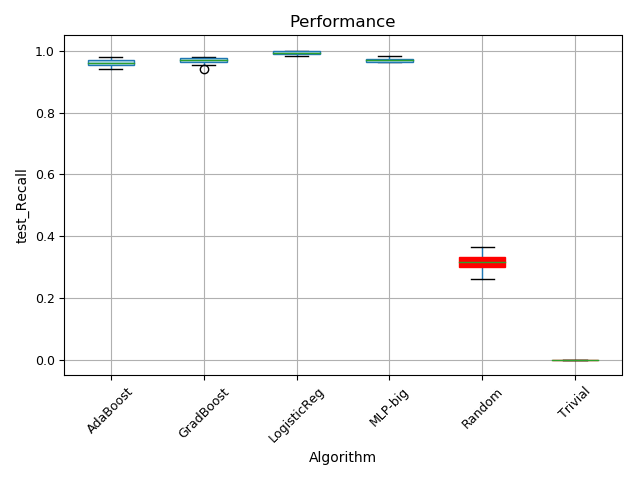 Performance
1.0
0.8
0.6
0.4
0.2
0.0
test_Recall
AdaBoost
GradBoost
LogisticReg
MLP-big
Random
Trivial
Algorithm